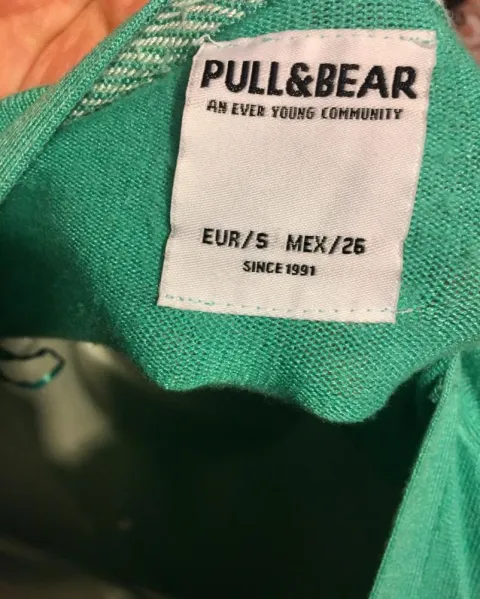 PULL&BEAR
AN EVER YOUNG COMMUNITY
EUR/S MEX/26
SINCE 1991